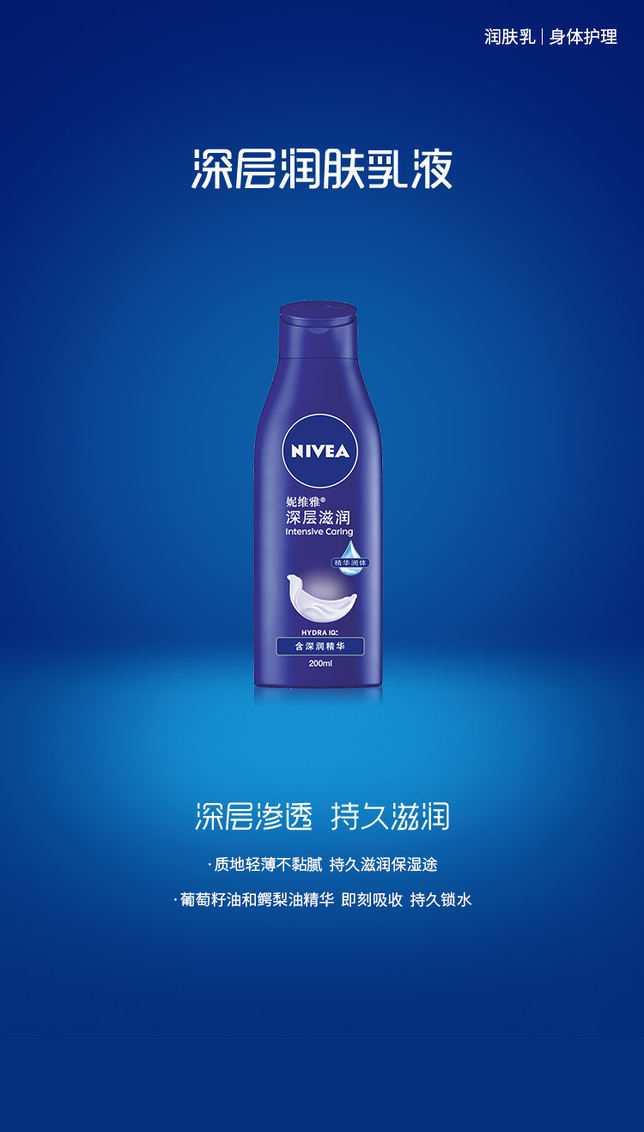 润肤乳|身体护理
深层润肤乳液
NIVEA
妮维雅®
深层滋润
Intensive Caring
精华润体
HYDRA IQ
含深润精华
200ml
深层渗透 持久滋润
·质地轻薄不黏腻 持久滋润保湿途
·葡萄籽油和鳄梨油精华 即刻吸收 持久锁水